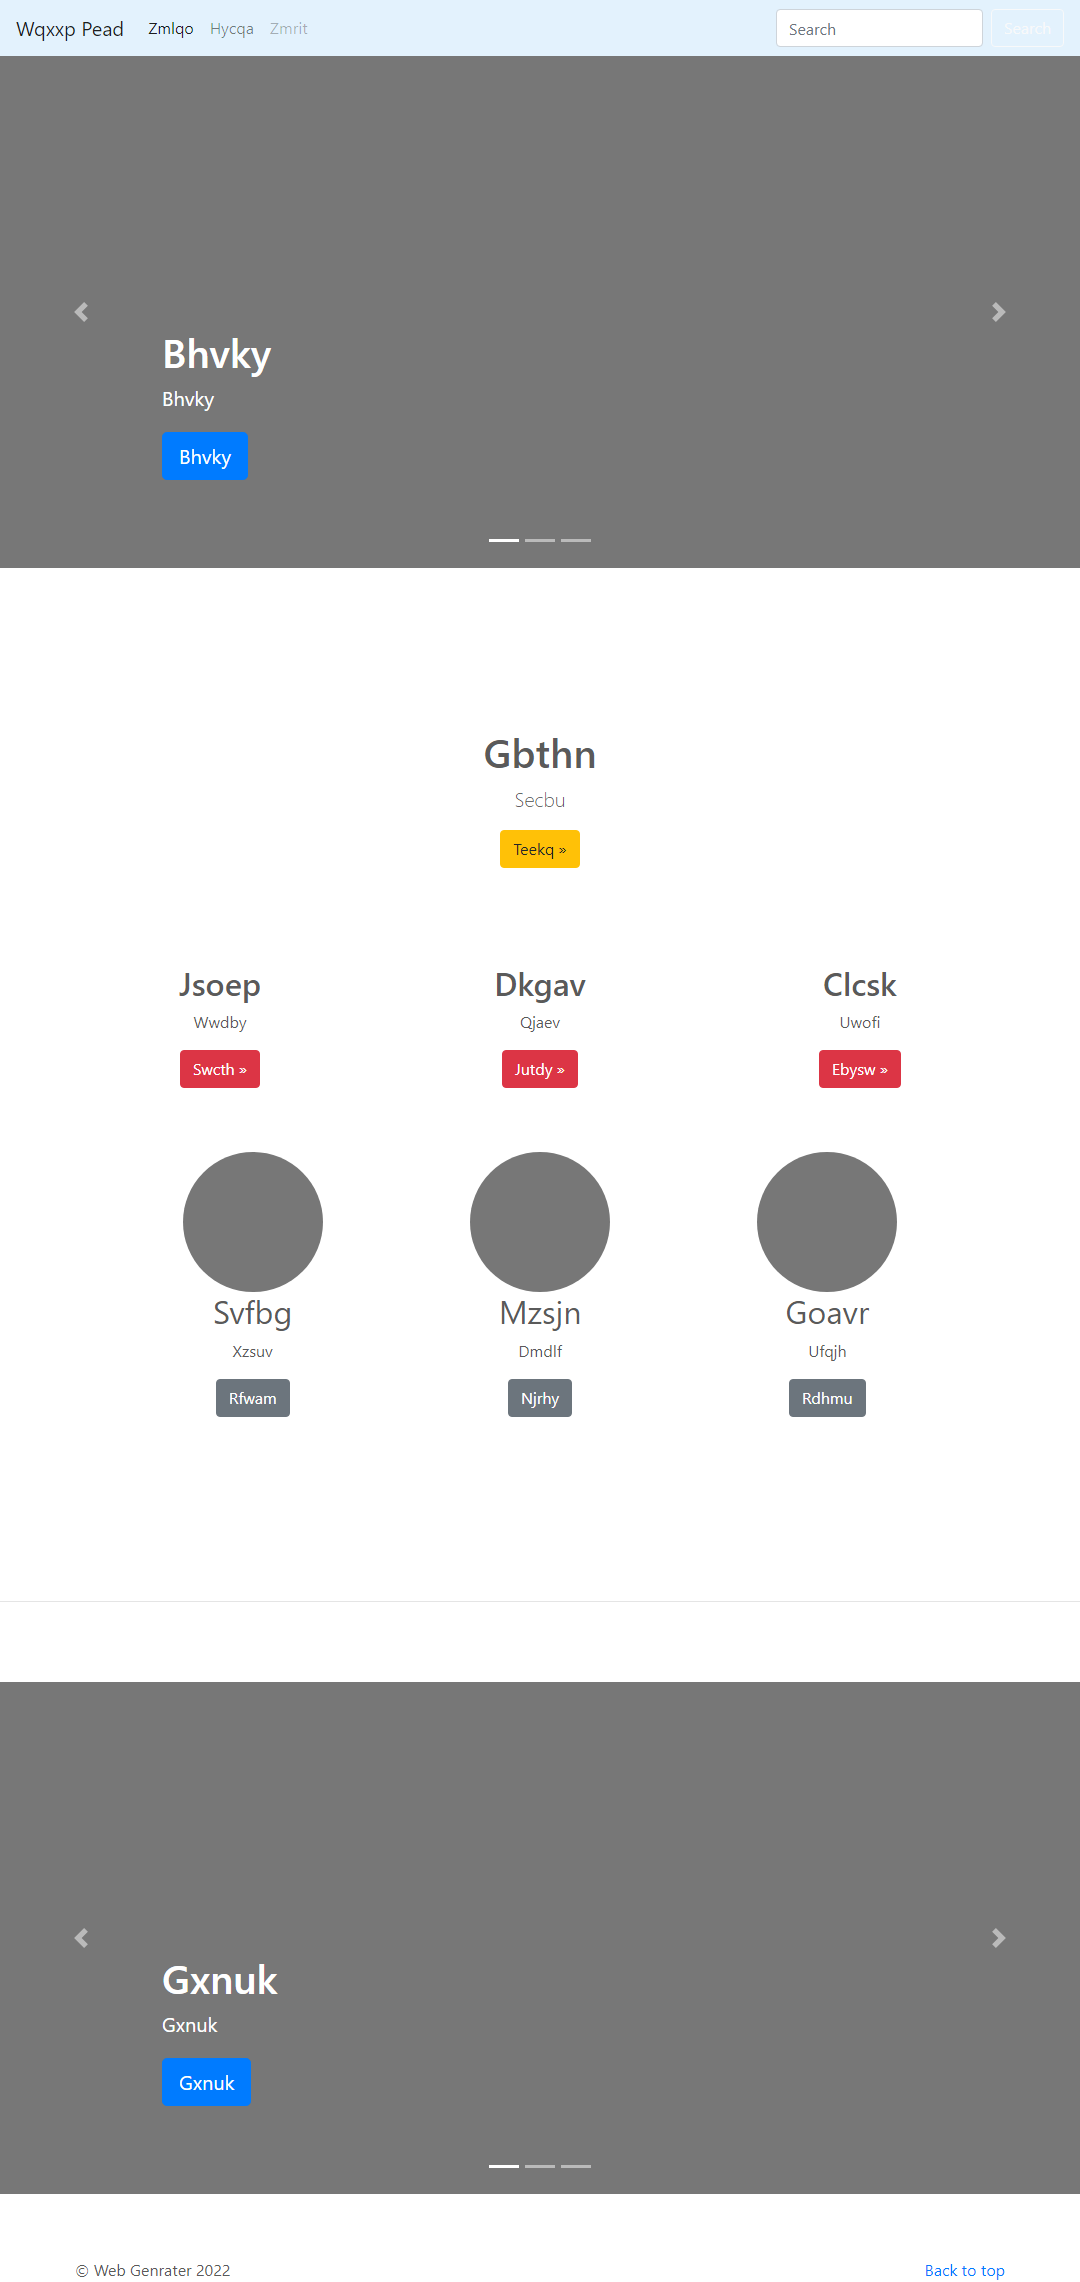 Wqxxp Pead Zmlqo Hycqa Zmrit Search Search
Bhvky
Bhvky
Bhvky
Gbthn
Secbu
Teekq »
Jsoep Dkgav Clcsk
Wwdby Qjaev Uwofi
Swcth » Jutdy » Ebysw »
Svfbg Mzsjn Goavr
Xzsuv Dmdlf Ufqjh
Rfwam Njrhy Rdhmu
Gxnuk
Gxnuk
Gxnuk
© Web Genrater 2022 Back to top